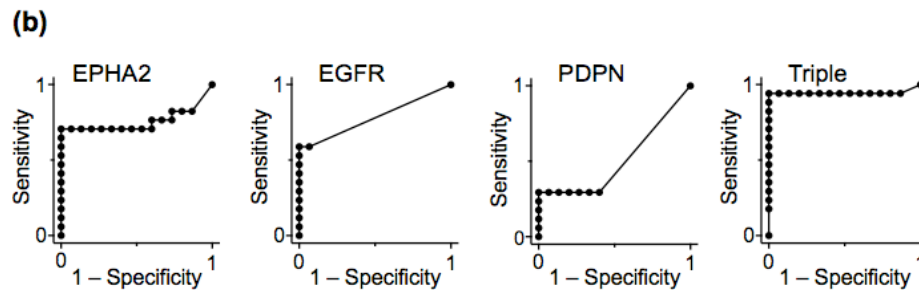 (b)
EPHA2
1
Sensitivity
0
0
1
1 – Specificity
EGFR
1
Sensitivity
0
0
1
1 – Specificity
PDPN
1
Sensitivity
0
0
1
1 – Specificity
Triple
1
Sensitivity
0
0
1
1 – Specificity